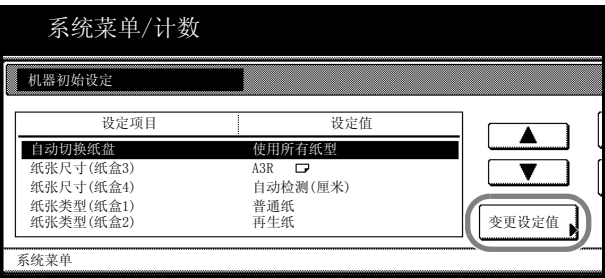 系统菜单/计数
机器初始设定
设定项目 设定值
自动切换纸盘 使用所有纸型
纸张尺寸(纸盒3) A3R
纸张尺寸(纸盒4) 自动检测(厘米)
纸张类型(纸盒1) 普通纸
纸张类型(纸盒2) 再生纸
变更设定值
系统菜单